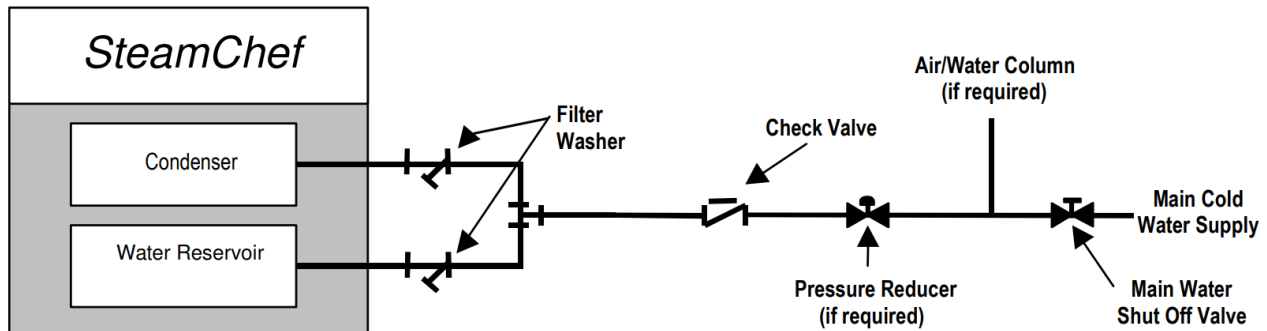 SteamChef
Condenser
Water Reservoir
Filter
Washer
Check Valve
Air/Water Column
(if required)
Pressure Reducer
(if required)
Main Cold
Water Supply
Main Water
Shut Off Valve